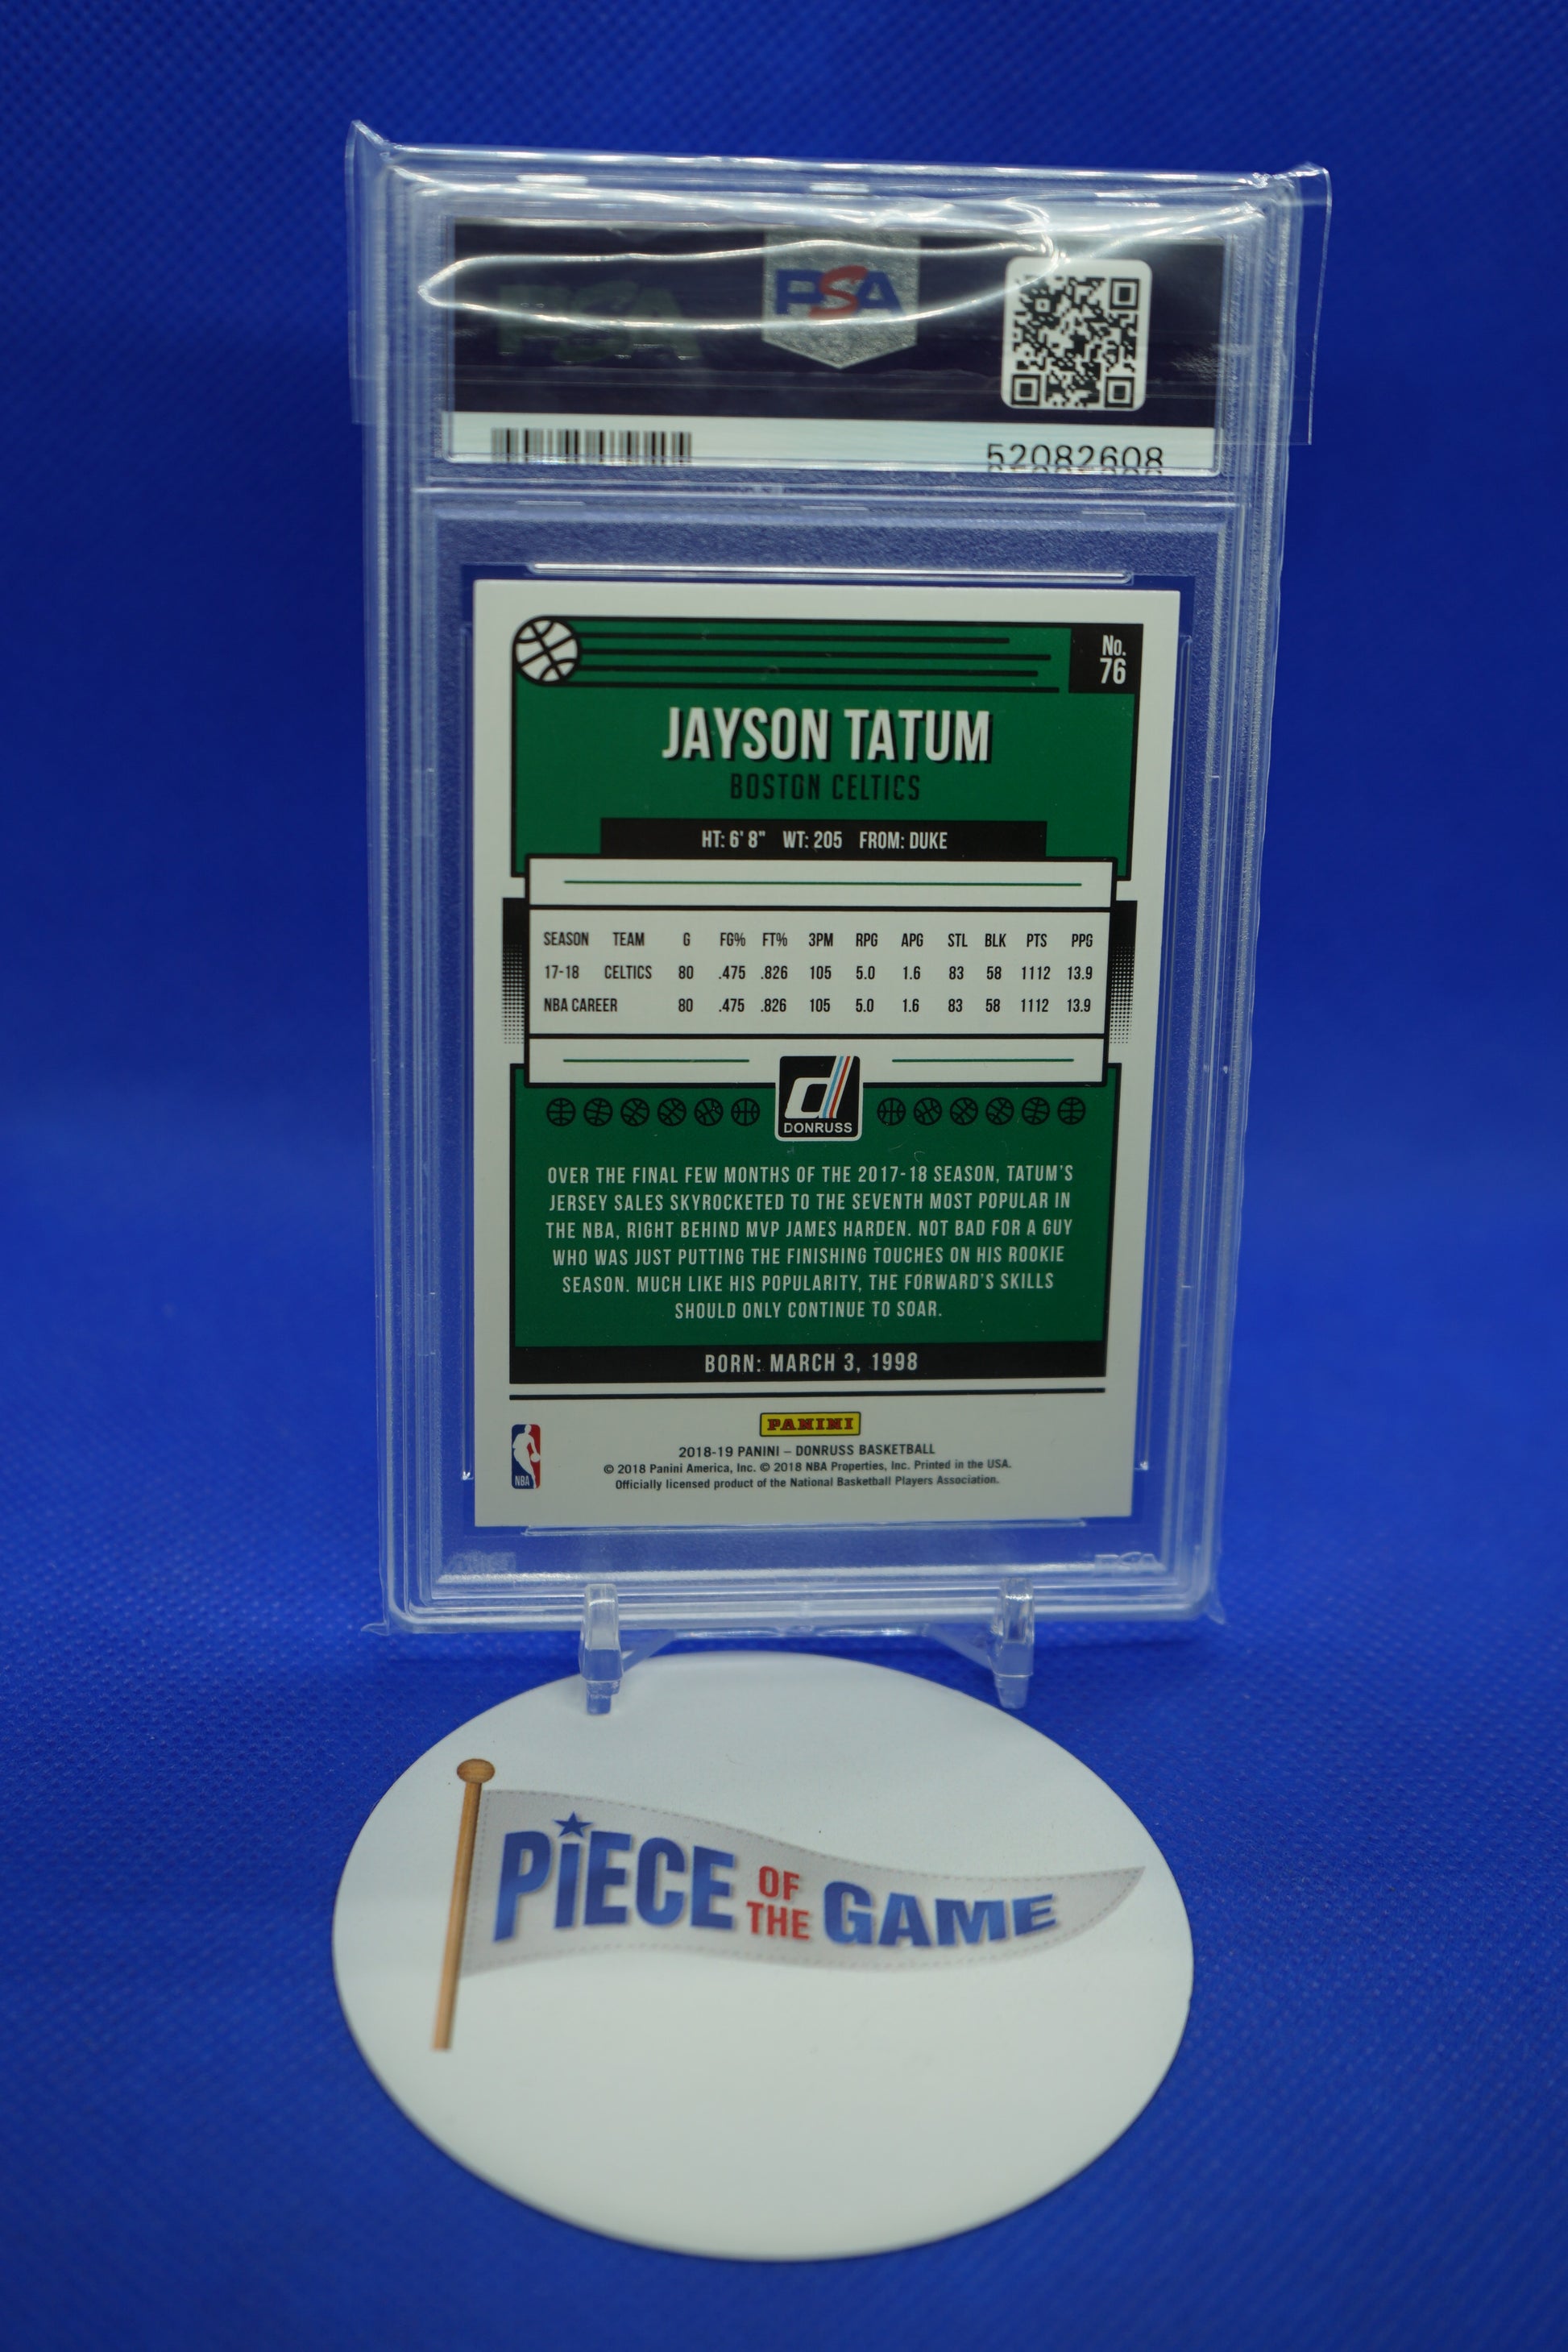 PSA
PSA
52082608
No.
76
JAYSON TATUM
BOSTON CELTICS
HT: 6' 8" WT: 205 FROM: DUKE
SEASON TEAM G FG% FT% 3PM RPG APG STL BLK PTS PPG
17-18 CELTICS 80 .475 .826 105 5.0 1.6 83 58 1112 13.9
NBA CAREER 80 .475 .826 105 5.0 1.6 83 58 1112 13.9
d
DONRUSS
OVER THE FINAL FEW MONTHS OF THE 2017-18 SEASON, TATUM'S
JERSEY SALES SKYROCKETED TO THE SEVENTH MOST POPULAR IN
THE NBA, RIGHT BEHIND MVP JAMES HARDEN. NOT BAD FOR A GUY
WHO WAS JUST PUTTING THE FINISHING TOUCHES ON HIS ROOKIE
SEASON. MUCH LIKE HIS POPULARITY, THE FORWARD'S SKILLS
SHOULD ONLY CONTINUE TO SOAR.
BORN: MARCH 3, 1998
PANINI
NBA
2018-19 PANINI – DONRUSS BASKETBALL
© 2018 Panini America, Inc. © 2018 NBA Properties, Inc. Printed in the USA.
Officially licensed product of the National Basketball Players Association.
PSA
PiECE OF THE GAME